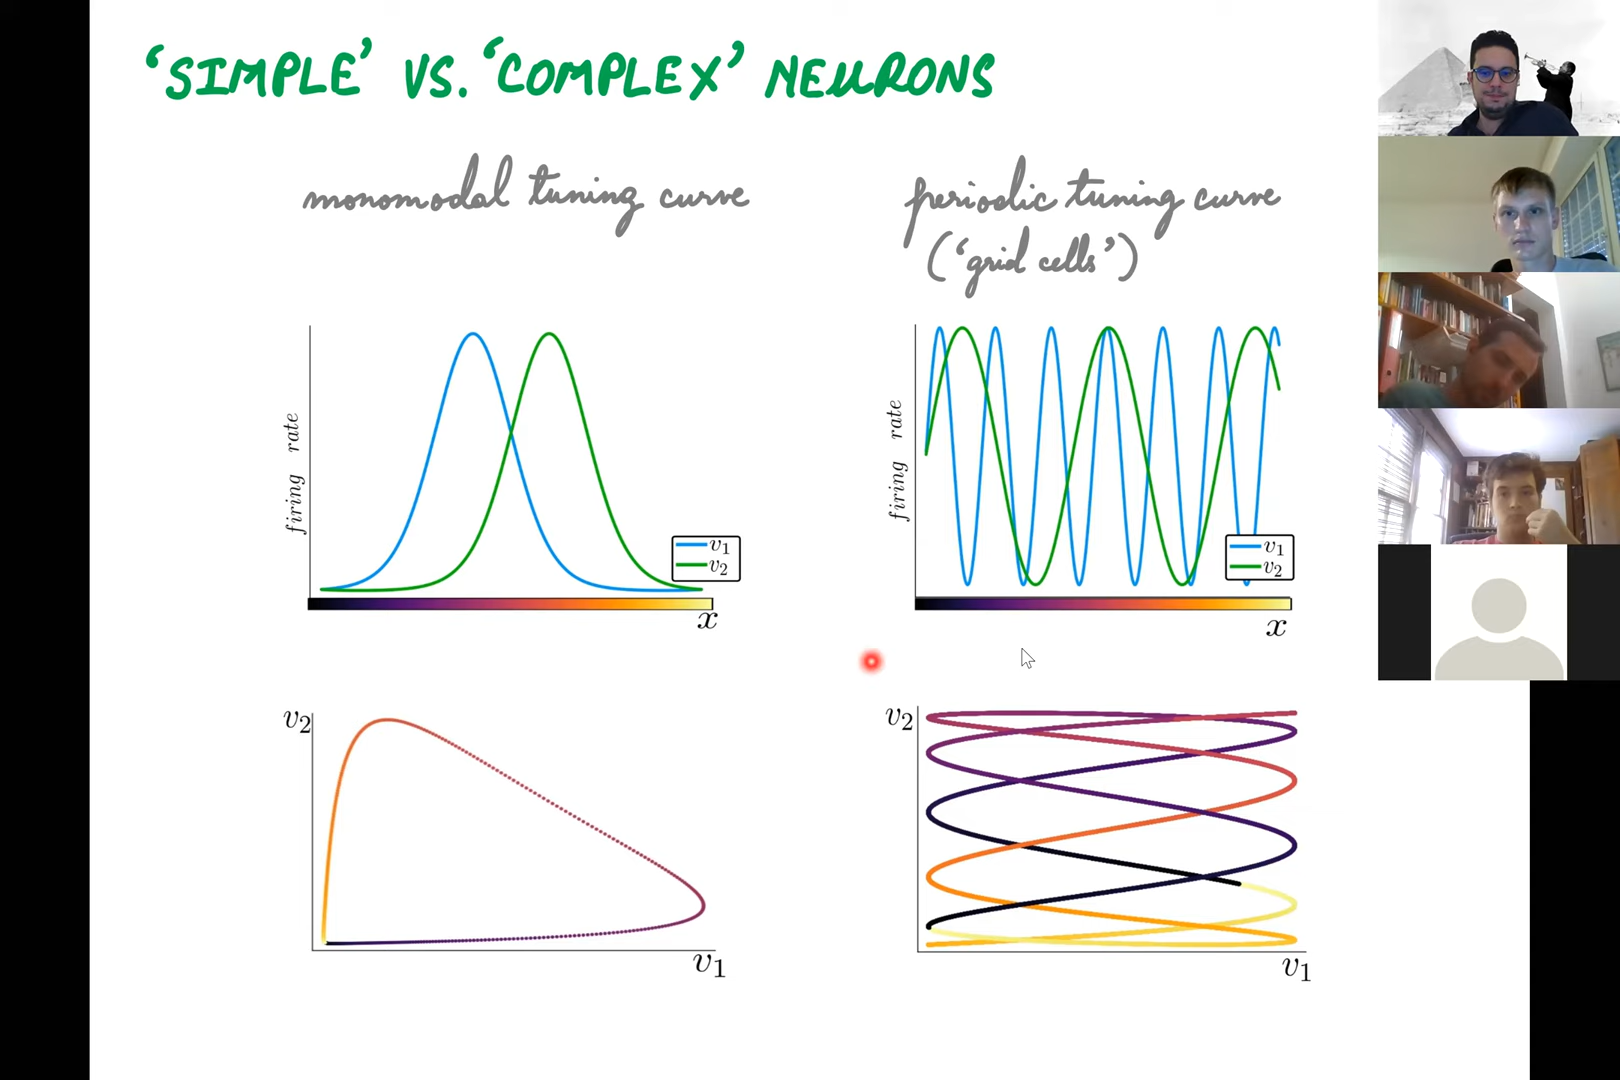 ‘SIMPLE’ VS. ‘COMPLEX’ NEURONS
monomodal tuning curve
periodic tuning curve
(‘grid cells’)
firing rate
v1
v2
x
firing rate
v1
v2
x
v2
v1
v2
v1